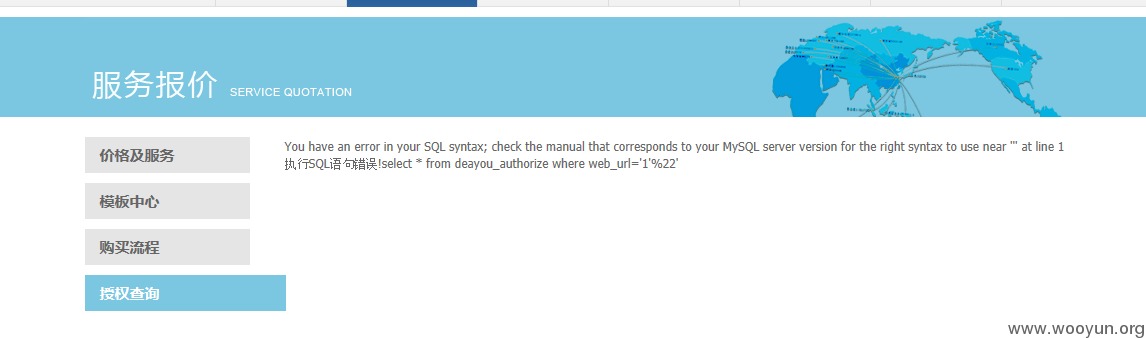 服务报价 SERVICE QUOTATION
价格及服务
模板中心
购买流程
授权查询
You have an error in your SQL syntax; check the manual that corresponds to your MySQL server version for the right syntax to use near ''' at line 1
执行SQL语句错误!select * from deayou_authorize where web_url='1'%22'
www.wooyun.org